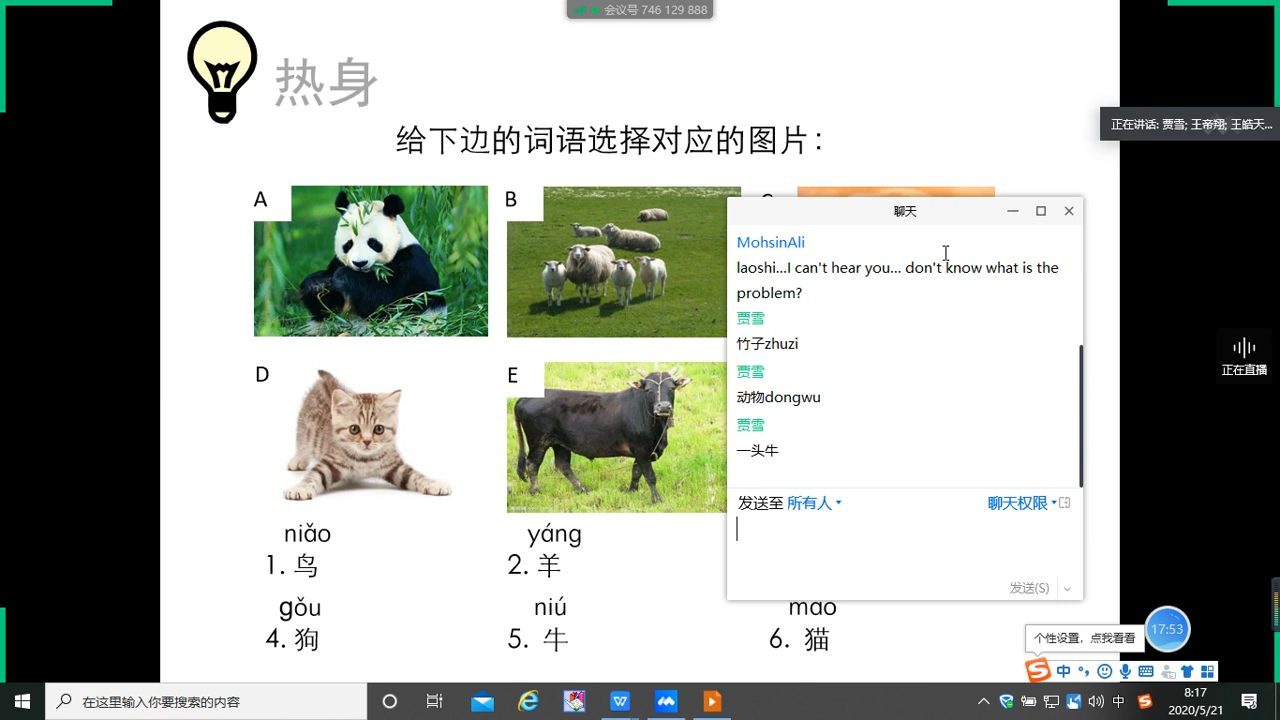 会议号 746 129 888
热身
正在讲话: 贾雪; 王帝翔; 王皓天...
给下边的词语选择对应的图片：
A
B
聊天
MohsinAli
laoshi...I can't hear you... don't know what is the
problem?
贾雪
竹子zhuzi
贾雪
动物dongwu
贾雪
一头牛
正在直播
D
E
发送至 所有人
聊天权限
发送(S)
niǎo
yáng
1. 鸟
2. 羊
gǒu
niú
māo
4. 狗
5. 牛
6. 猫
个性设置，点我看看
17:53
中
在这里输入你要搜索的内容
中
8:17
2020/5/21